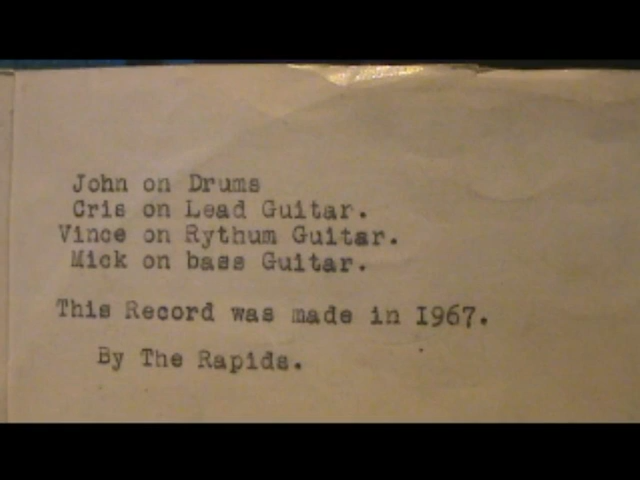 John on Drums
Cris on Lead Guitar.
Vince on Rythum Guitar.
Mick on bass Guitar.
This Record was made in 1967.
By The Rapids.